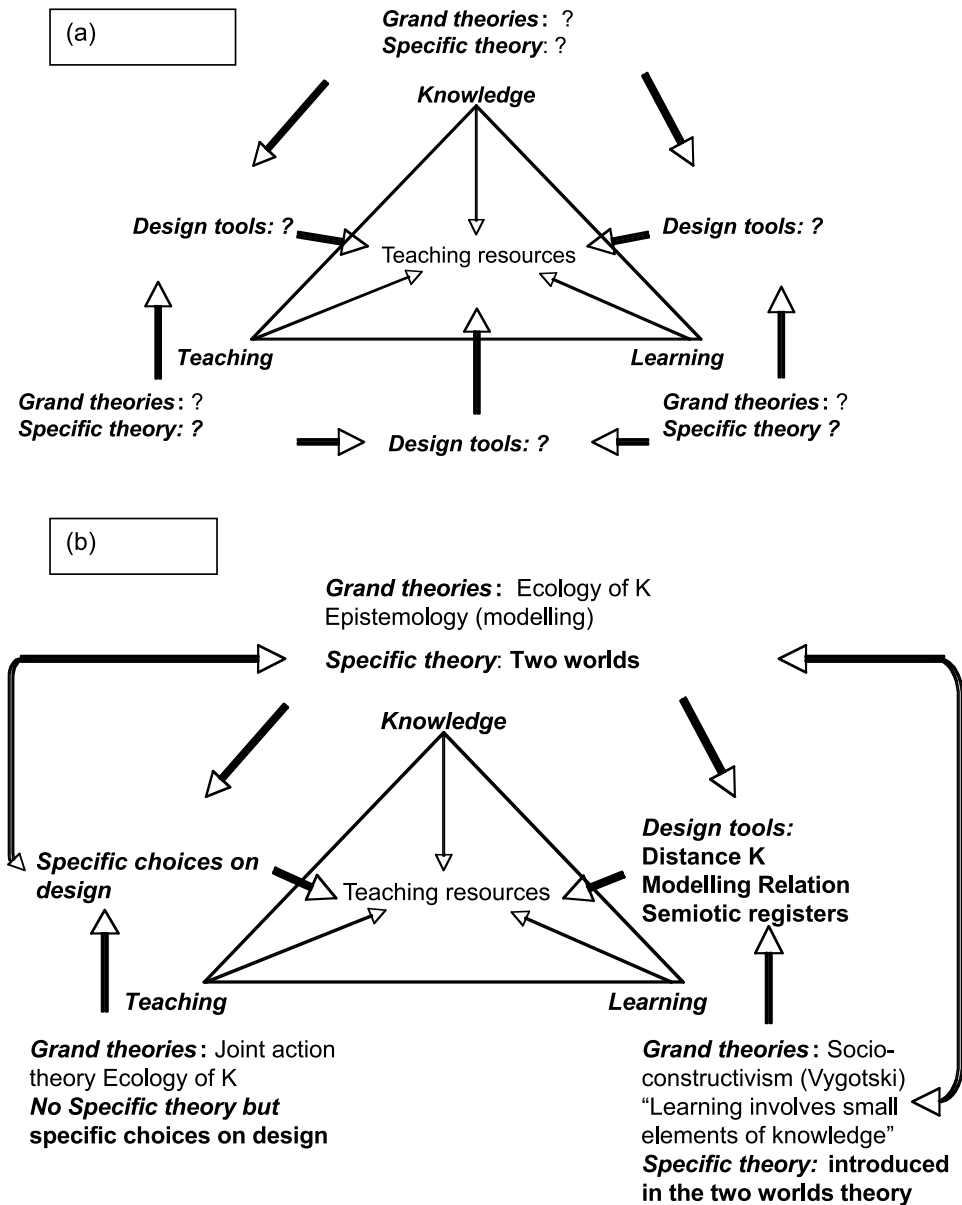 (a)
Grand theories: ?
Specific theory: ?
Knowledge
Design tools: ?
Design tools: ?
Teaching resources
Teaching
Learning
Grand theories: ?
Specific theory: ?
Grand theories: ?
Specific theory ?
Design tools: ?
(b)
Grand theories: Ecology of K
Epistemology (modelling)
Specific theory: Two worlds
Knowledge
Specific choices on
design
Teaching resources
Design tools:
Distance K
Modelling Relation
Semiotic registers
Teaching
Learning
Grand theories: Joint action
theory Ecology of K
No Specific theory but
specific choices on design
Grand theories: Socio-
constructivism (Vygotski)
“Learning involves small
elements of knowledge”
Specific theory: introduced
in the two worlds theory